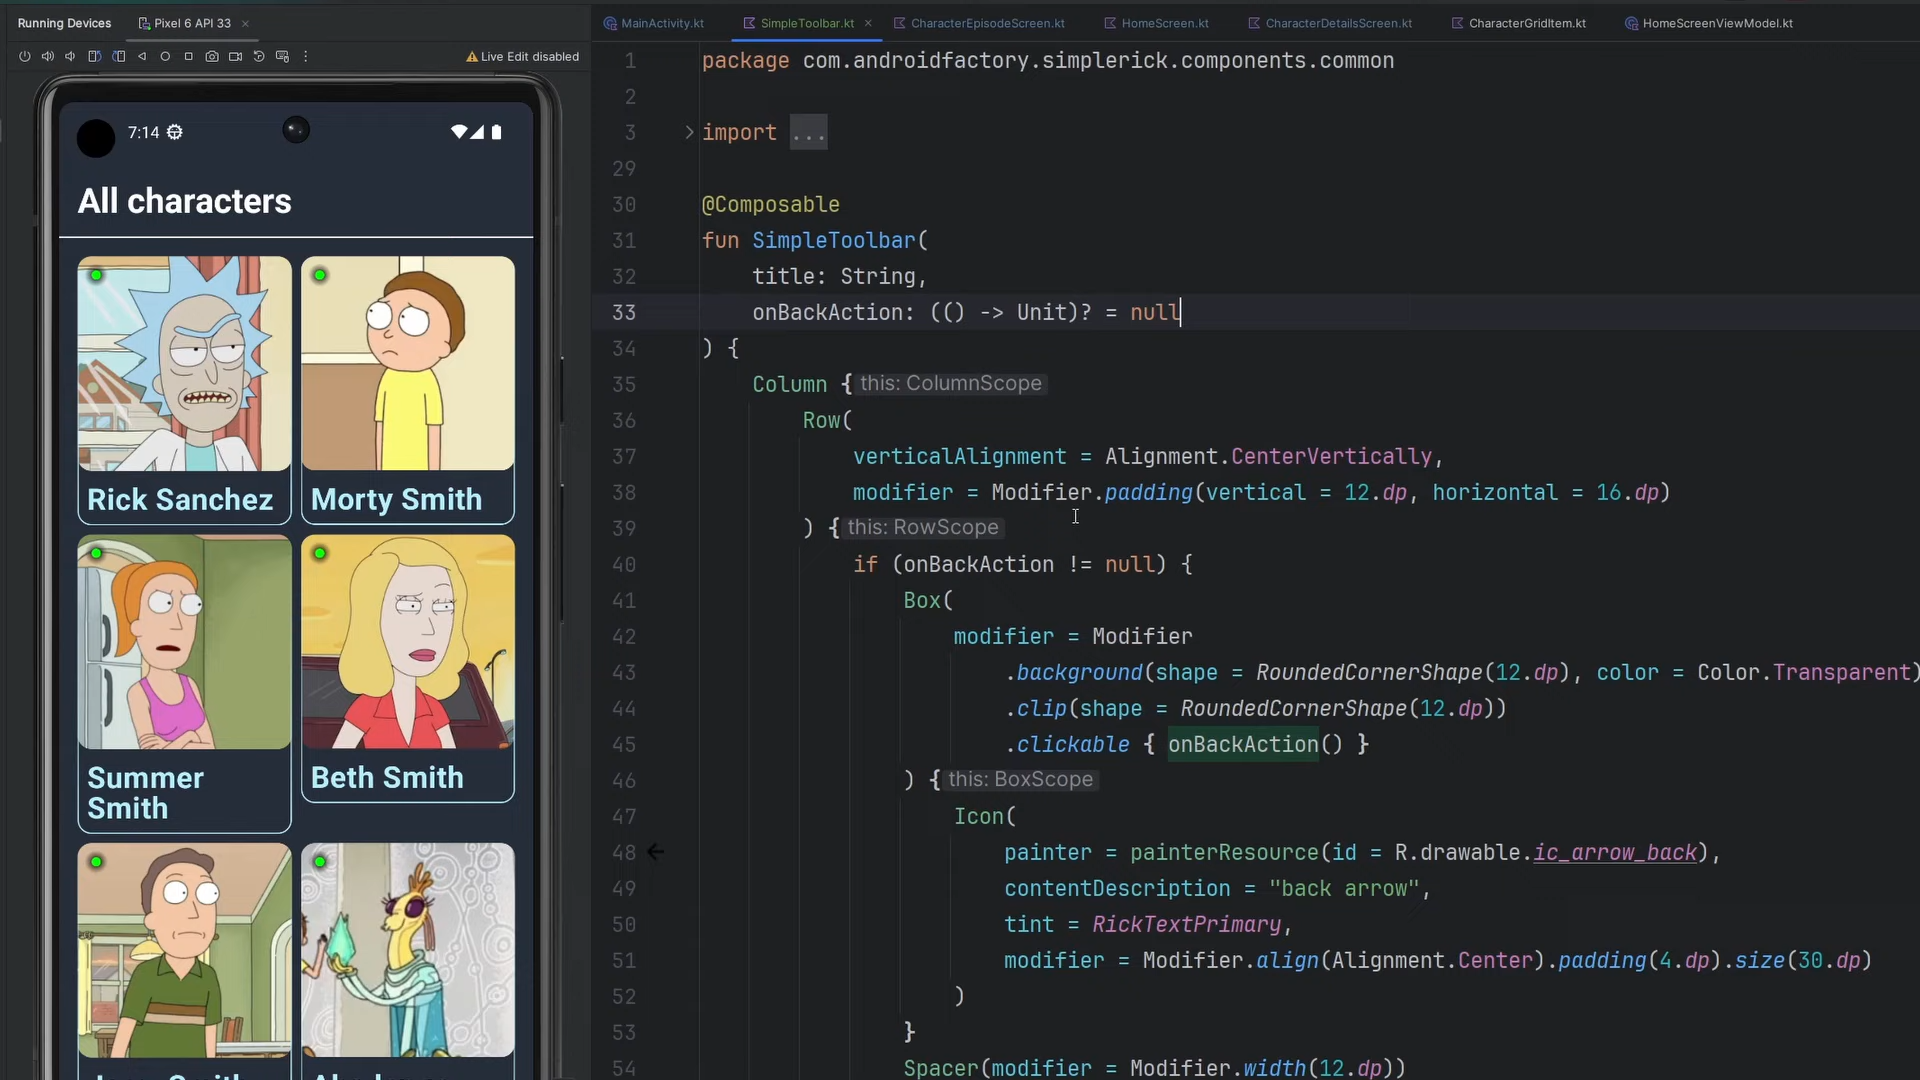 Running Devices
Pixel 6 API 33
MainActivity.kt
SimpleToolbar.kt
CharacterEpisodeScreen.kt
HomeScreen.kt
CharacterDetailsScreen.kt
CharacterGridItem.kt
HomeScreenViewModel.kt
Live Edit disabled
7:14
All characters
Rick Sanchez
Morty Smith
Summer
Smith
Beth Smith
1 package com.androidfactory.simplerick.components.common
2
3 import ...
29
30 @Composable
31 fun SimpleToolbar(
32 title: String,
33 onBackAction: (() -> Unit)? = null
34 ) {
35 Column { this: ColumnScope
36 Row(
37 verticalAlignment = Alignment.CenterVertically,
38 modifier = Modifier.padding(vertical = 12.dp, horizontal = 16.dp)
39 ) { this: RowScope
40 if (onBackAction != null) {
41 Box(
42 modifier = Modifier
43 .background(shape = RoundedCornerShape(12.dp), color = Color.Transparent)
44 .clip(shape = RoundedCornerShape(12.dp))
45 .clickable { onBackAction() }
46 ) { this: BoxScope
47 Icon(
48 painter = painterResource(id = R.drawable.ic_arrow_back),
49 contentDescription = "back arrow",
50 tint = RickTextPrimary,
51 modifier = Modifier.align(Alignment.Center).padding(4.dp).size(30.dp)
52 )
53 }
54 Spacer(modifier = Modifier.width(12.dp))